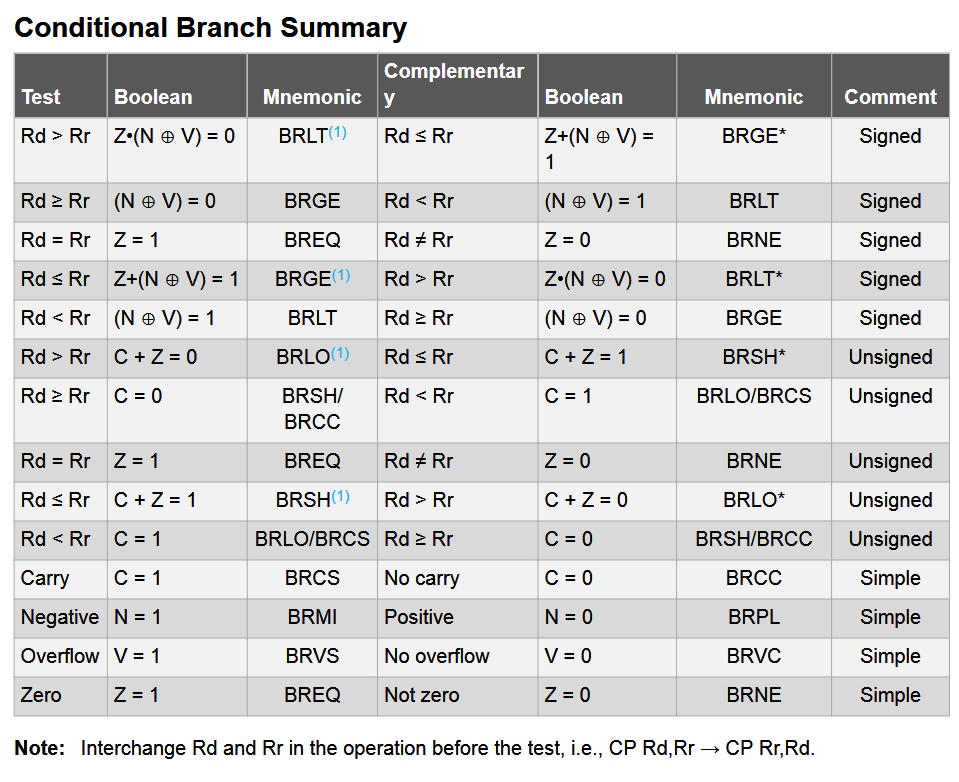 Conditional Branch Summary
Test Boolean Mnemonic Complementar
y Boolean Mnemonic Comment
Rd > Rr Z•(N ⊕ V) = 0 BRLT(1) Rd ≤ Rr Z+(N ⊕ V) =
1 BRGE* Signed
Rd ≥ Rr (N ⊕ V) = 0 BRGE Rd < Rr (N ⊕ V) = 1 BRLT Signed
Rd = Rr Z = 1 BREQ Rd ≠ Rr Z = 0 BRNE Signed
Rd ≤ Rr Z+(N ⊕ V) = 1 BRGE(1) Rd > Rr Z•(N ⊕ V) = 0 BRLT* Signed
Rd < Rr (N ⊕ V) = 1 BRLT Rd ≥ Rr (N ⊕ V) = 0 BRGE Signed
Rd > Rr C + Z = 0 BRLO(1) Rd ≤ Rr C + Z = 1 BRSH* Unsigned
Rd ≥ Rr C = 0 BRSH/
BRCC Rd < Rr C = 1 BRLO/BRCS Unsigned
Rd = Rr Z = 1 BREQ Rd ≠ Rr Z = 0 BRNE Unsigned
Rd ≤ Rr C + Z = 1 BRSH(1) Rd > Rr C + Z = 0 BRLO* Unsigned
Rd < Rr C = 1 BRLO/BRCS Rd ≥ Rr C = 0 BRSH/BRCC Unsigned
Carry C = 1 BRCS No carry C = 0 BRCC Simple
Negative N = 1 BRMI Positive N = 0 BRPL Simple
Overflow V = 1 BRVS No overflow V = 0 BRVC Simple
Zero Z = 1 BREQ Not zero Z = 0 BRNE Simple
Note: Interchange Rd and Rr in the operation before the test, i.e., CP Rd,Rr → CP Rr,Rd.